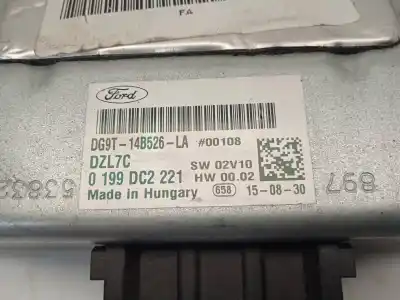 FA
Ford
DG9T-14B526-LA #00108
DZL7C SW 02V10
0 199 DC2 221 HW 00.02
Made in Hungary 658 15-08-30
53832
897